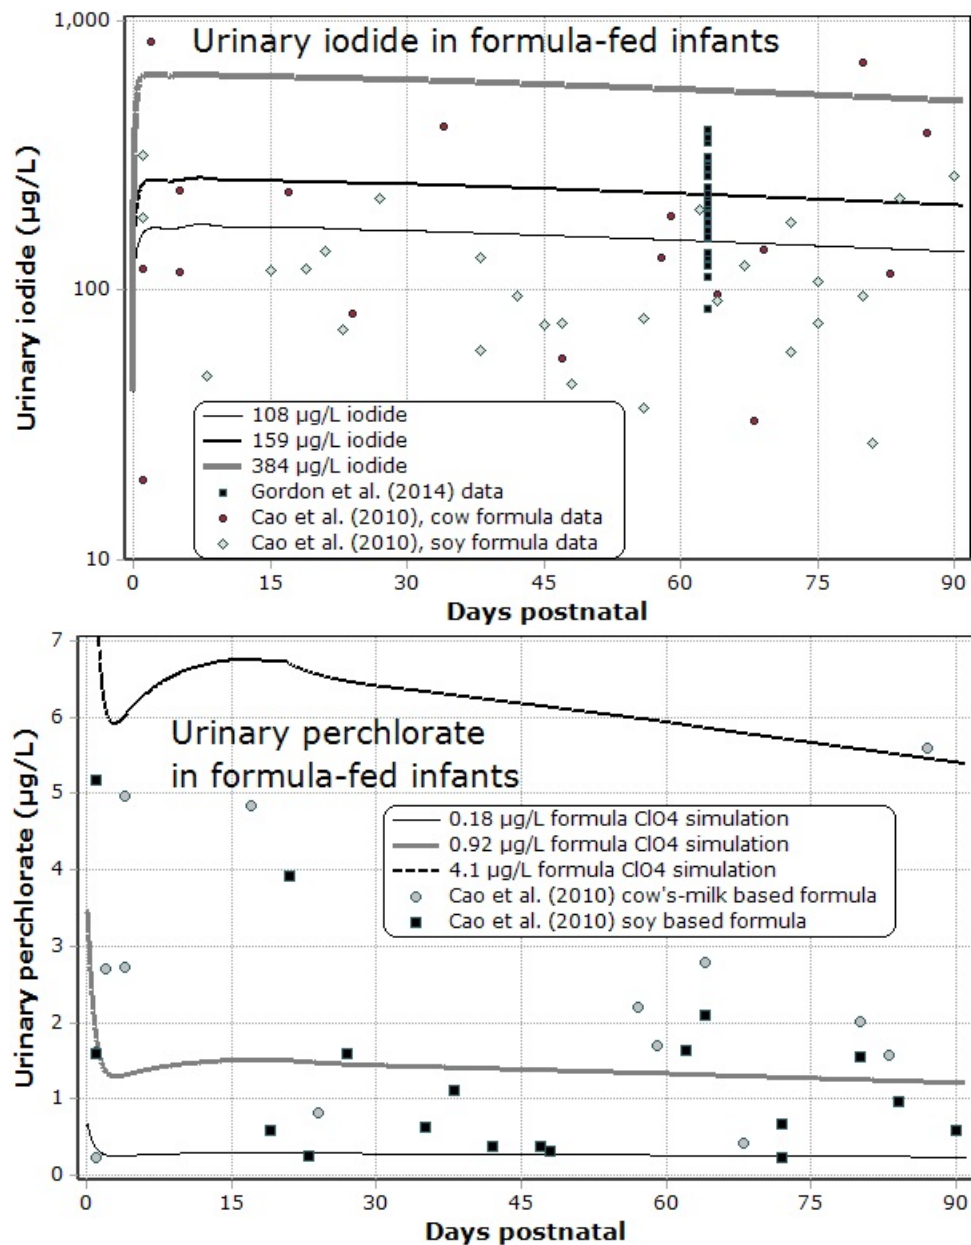 1,000
Urinary iodide in formula-fed infants
Urinary iodide (µg/L)
100
108 µg/L iodide
159 µg/L iodide
384 µg/L iodide
Gordon et al. (2014) data
Cao et al. (2010), cow formula data
Cao et al. (2010), soy formula data
10
0 15 30 45 60 75 90
Days postnatal
7
6
Urinary perchlorate
in formula-fed infants
Urinary perchlorate (µg/L)
5
0.18 µg/L formula ClO4 simulation
0.92 µg/L formula ClO4 simulation
4.1 µg/L formula ClO4 simulation
4
Cao et al. (2010) cow's-milk based formula
Cao et al. (2010) soy based formula
3
2
1
0
0 15 30 45 60 75 90
Days postnatal